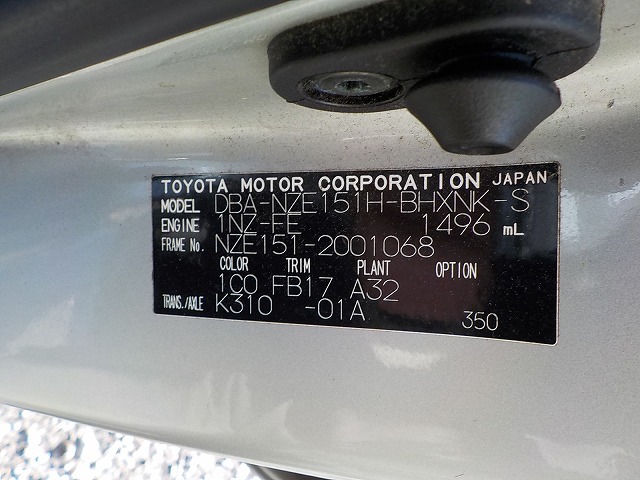 TOYOTA MOTOR CORPORATION JAPAN
MODEL DBA-NZE151H-BHXNK-S
ENGINE 1NZ-FE 1496 mL
FRAME No. NZE151-2001068
COLOR TRIM PLANT OPTION
1C0 FB17 A32
TRANS./AXLE K310 -01A
350